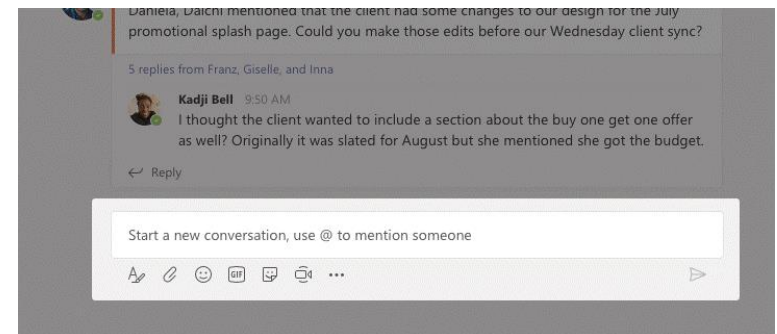 Daniela, Daichi mentioned that the client had some changes to our design for the July
promotional splash page. Could you make those edits before our Wednesday client sync?
5 replies from Franz, Giselle, and Inna
Kadji Bell 9:50 AM
I thought the client wanted to include a section about the buy one get one offer
as well? Originally it was slated for August but she mentioned she got the budget.
Reply
Start a new conversation, use @ to mention someone
GIF